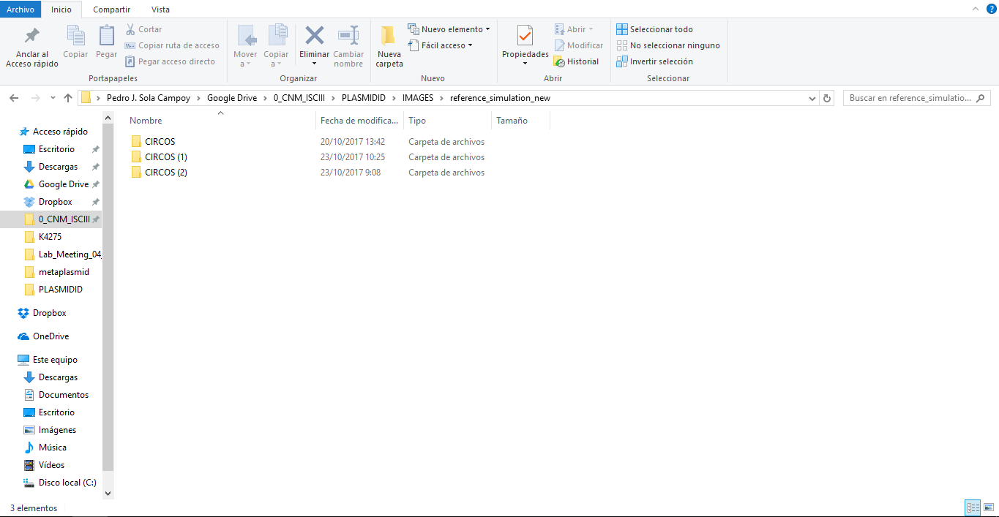 Archivo Inicio Compartir Vista
Anclar al
Acceso rápido
Copiar
Pegar
Cortar
Copiar ruta de acceso
Pegar acceso directo
Portapapeles
Mover
a
Copiar
a
Eliminar
Cambiar
nombre
Organizar
Nueva
carpeta
Nuevo elemento
Fácil acceso
Nuevo
Propiedades
Abrir
Modificar
Historial
Abrir
Seleccionar todo
No seleccionar ninguno
Invertir selección
Seleccionar
Pedro J. Sola Campoy > Google Drive > 0_CNM_ISCIII > PLASMIDID > IMAGES > reference_simulation_new
Buscar en reference_simulatio...
Nombre Fecha de modifica... Tipo Tamaño
CIRCOS 20/10/2017 13:42 Carpeta de archivos
CIRCOS (1) 23/10/2017 10:25 Carpeta de archivos
CIRCOS (2) 23/10/2017 9:08 Carpeta de archivos
Acceso rápido
Escritorio
Descargas
Google Drive
Dropbox
0_CNM_ISCIII
K4275
Lab_Meeting_04_
metaplasmid
PLASMIDID
Dropbox
OneDrive
Este equipo
Descargas
Documentos
Escritorio
Imágenes
Música
Vídeos
Disco local (C:)
3 elementos